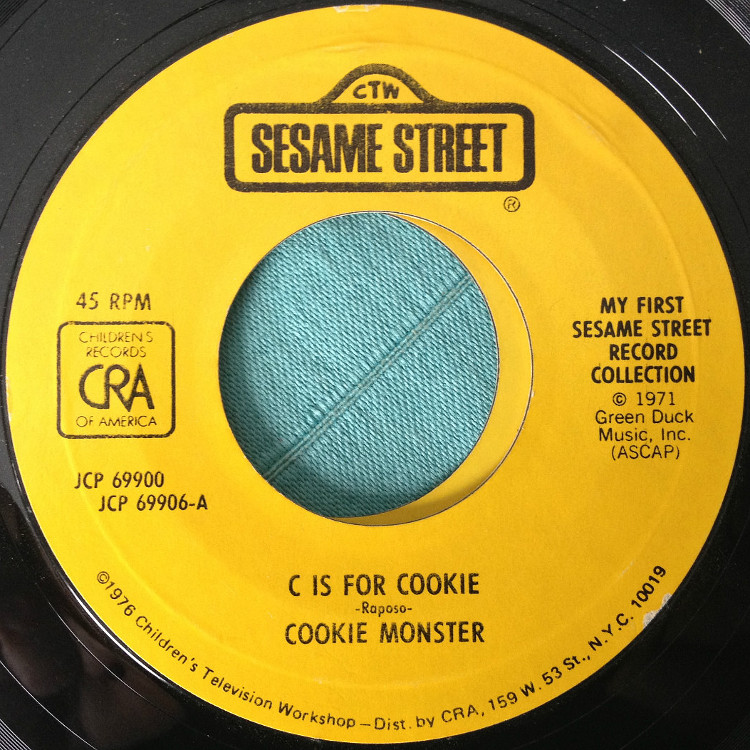 CTW
SESAME STREET
®
45 RPM
CHILDREN'S
RECORDS
CRA
OF AMERICA
JCP 69900
JCP 69906-A
MY FIRST
SESAME STREET
RECORD
COLLECTION
© 1971
Green Duck
Music, Inc.
(ASCAP)
C IS FOR COOKIE
-Raposo-
COOKIE MONSTER
©1976 Children's Television Workshop – Dist. by CRA, 159 W. 53 St., N.Y.C. 10019